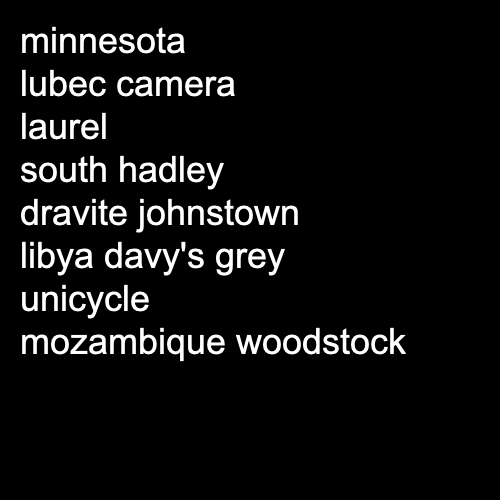 minnesota
lubec camera
laurel
south hadley
dravite johnstown
libya davy's grey
unicycle
mozambique woodstock